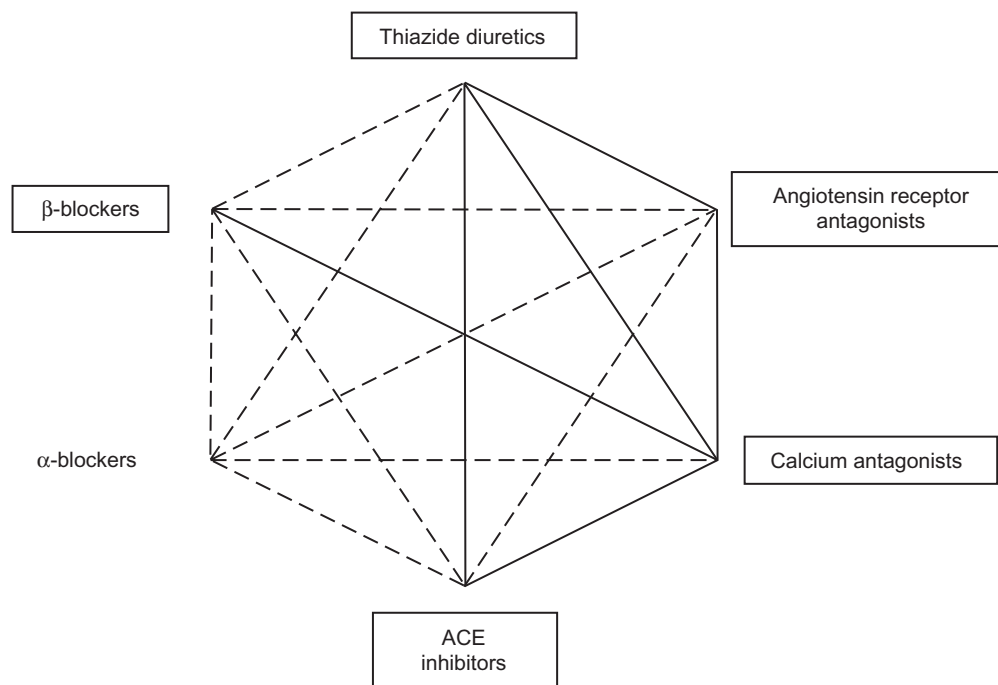 Thiazide diuretics
β-blockers
Angiotensin receptor
antagonists
α-blockers
Calcium antagonists
ACE
inhibitors